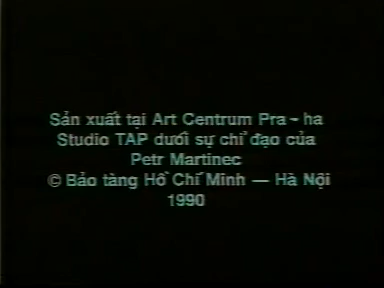 Sản xuất tại Art Centrum Pra-ha
Studio TAP dưới sự chỉ đạo của
Petr Martinec
© Bảo tàng Hồ Chí Minh — Hà Nội
1990